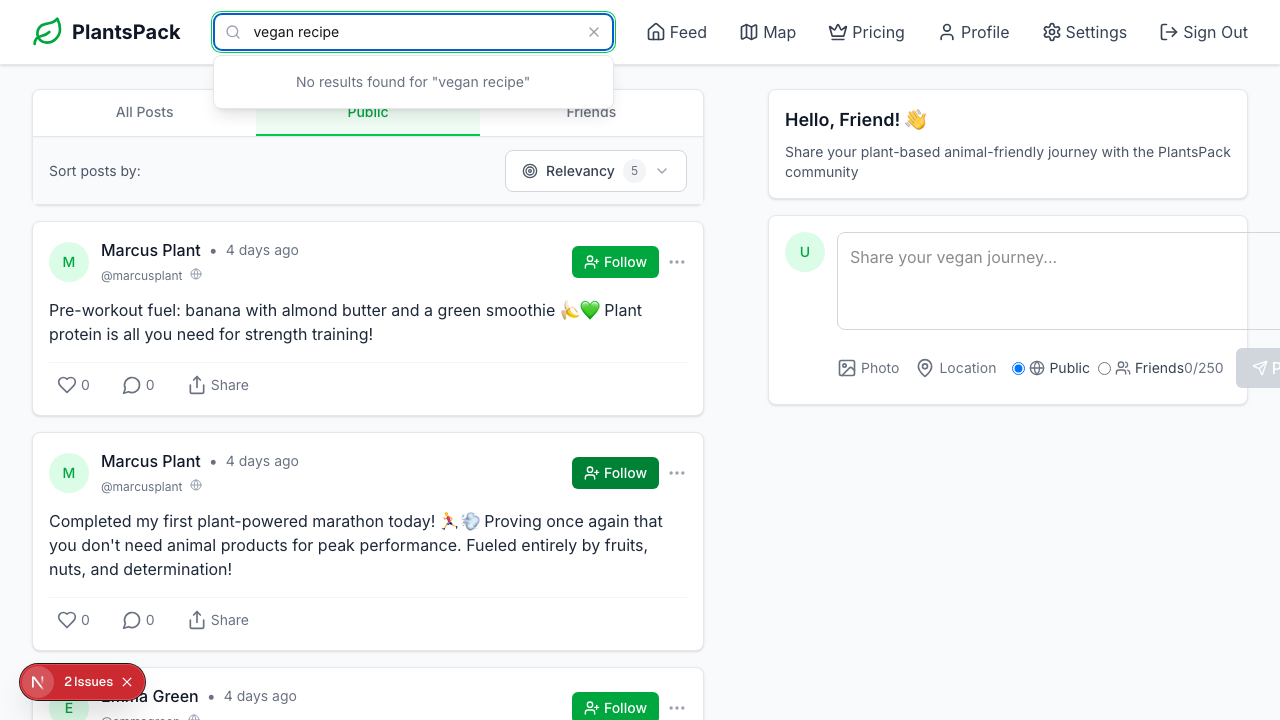 PlantsPack
vegan recipe
Feed
Map
Pricing
Profile
Settings
Sign Out
No results found for "vegan recipe"
All Posts
Public
Friends
Sort posts by:
Relevancy 5
Hello, Friend! 👋
Share your plant-based animal-friendly journey with the PlantsPack
community
U
Share your vegan journey...
Photo
Location
Public
Friends
0/250
M
Marcus Plant • 4 days ago
@marcusplant
Follow
Pre-workout fuel: banana with almond butter and a green smoothie 🍌💚 Plant
protein is all you need for strength training!
0
0
Share
M
Marcus Plant • 4 days ago
@marcusplant
Follow
Completed my first plant-powered marathon today! 🏃‍♀️💨 Proving once again that
you don't need animal products for peak performance. Fueled entirely by fruits,
nuts, and determination!
0
0
Share
E
Green • 4 days ago
Follow
N
2 Issues